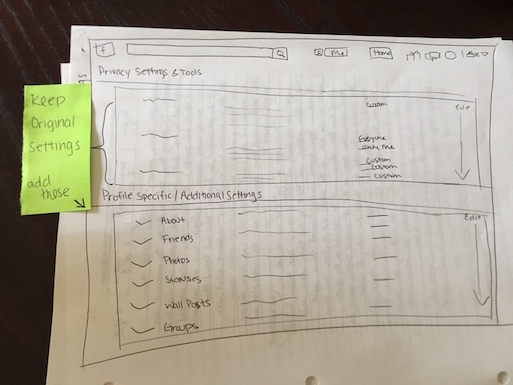 f Me Home
Privacy Settings & Tools
Keep
Original
Settings
add
these
Custom
Edit
Everyone
Only Me
Custom
Custom
Custom
Profile Specific / Additional Settings
Edit
About
Friends
Photos
Statuses
Wall Posts
Groups